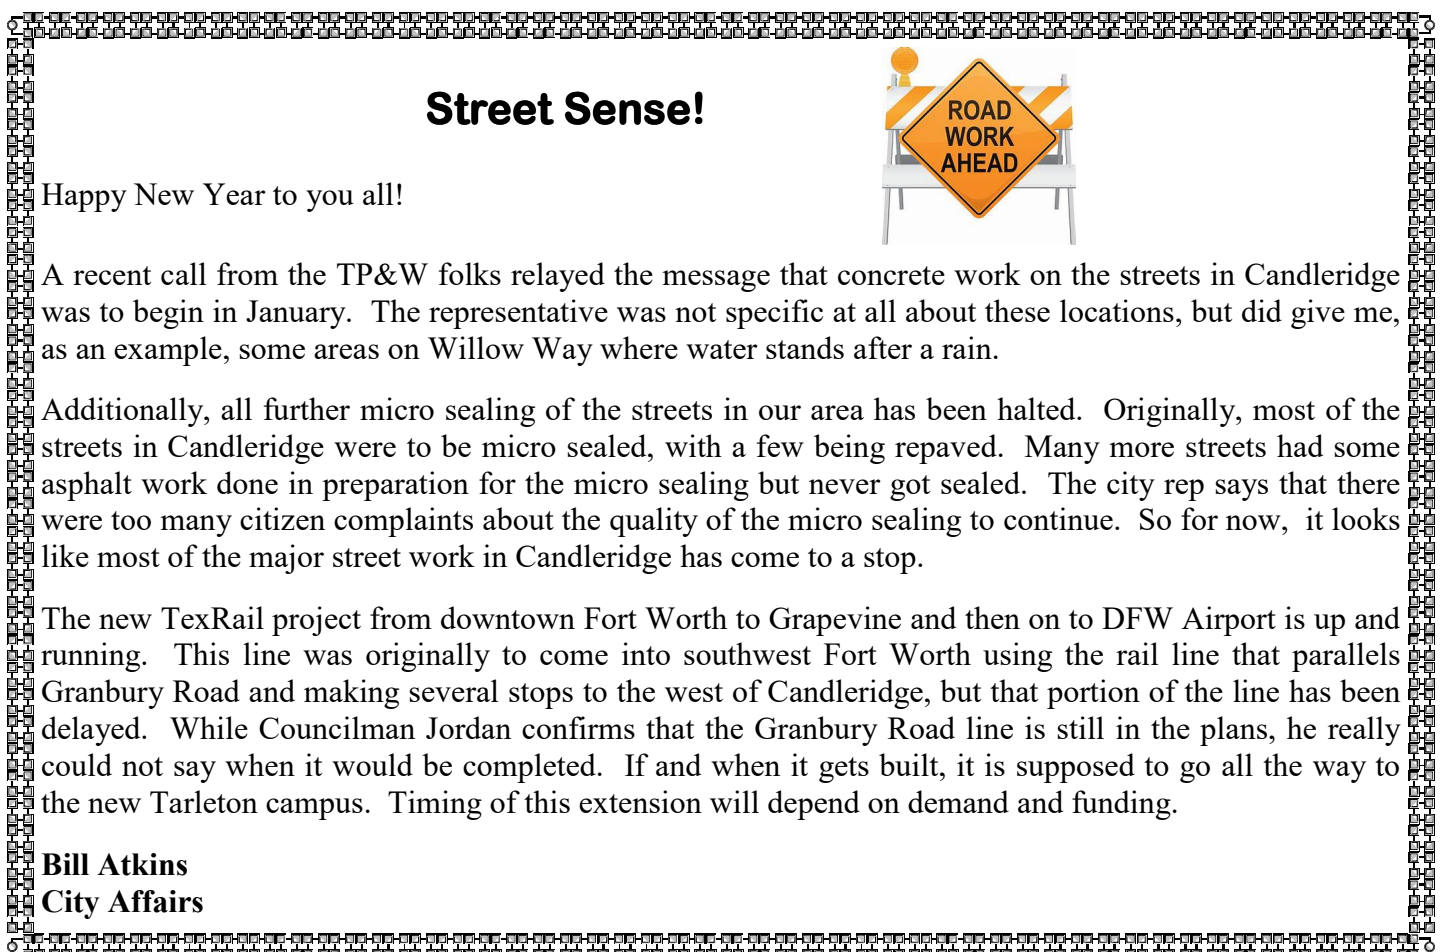 Street Sense!
ROAD
WORK
AHEAD
Happy New Year to you all!
A recent call from the TP&W folks relayed the message that concrete work on the streets in Candleridge
was to begin in January. The representative was not specific at all about these locations, but did give me,
as an example, some areas on Willow Way where water stands after a rain.
Additionally, all further micro sealing of the streets in our area has been halted. Originally, most of the
streets in Candleridge were to be micro sealed, with a few being repaved. Many more streets had some
asphalt work done in preparation for the micro sealing but never got sealed. The city rep says that there
were too many citizen complaints about the quality of the micro sealing to continue. So for now, it looks
like most of the major street work in Candleridge has come to a stop.
The new TexRail project from downtown Fort Worth to Grapevine and then on to DFW Airport is up and
running. This line was originally to come into southwest Fort Worth using the rail line that parallels
Granbury Road and making several stops to the west of Candleridge, but that portion of the line has been
delayed. While Councilman Jordan confirms that the Granbury Road line is still in the plans, he really
could not say when it would be completed. If and when it gets built, it is supposed to go all the way to
the new Tarleton campus. Timing of this extension will depend on demand and funding.
Bill Atkins
City Affairs